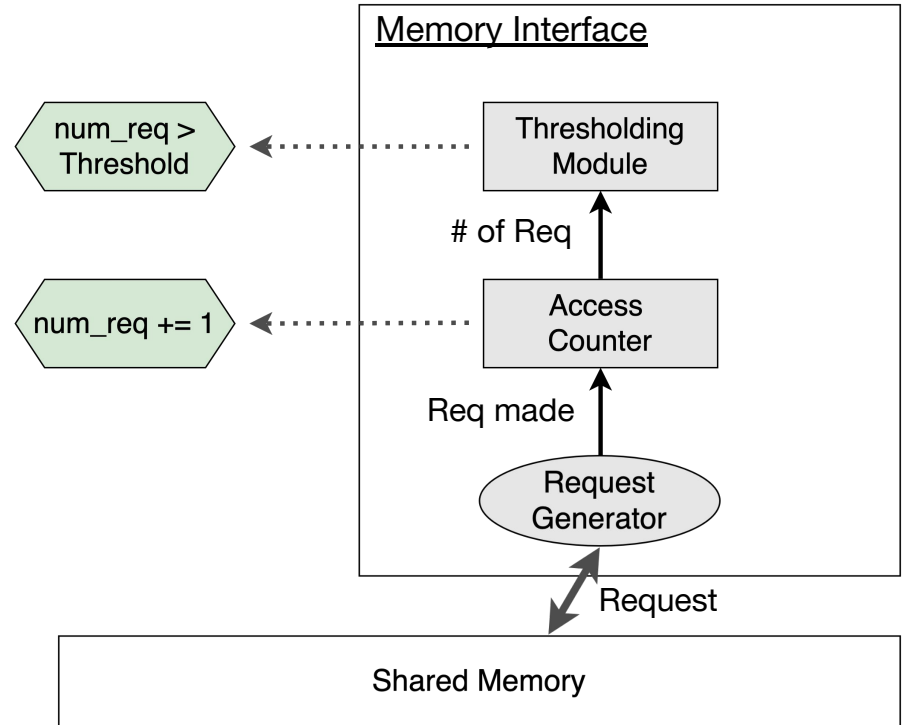 Memory Interface
num_req >
Threshold
Thresholding
Module
# of Req
num_req += 1
Access
Counter
Req made
Request
Generator
Request
Shared Memory